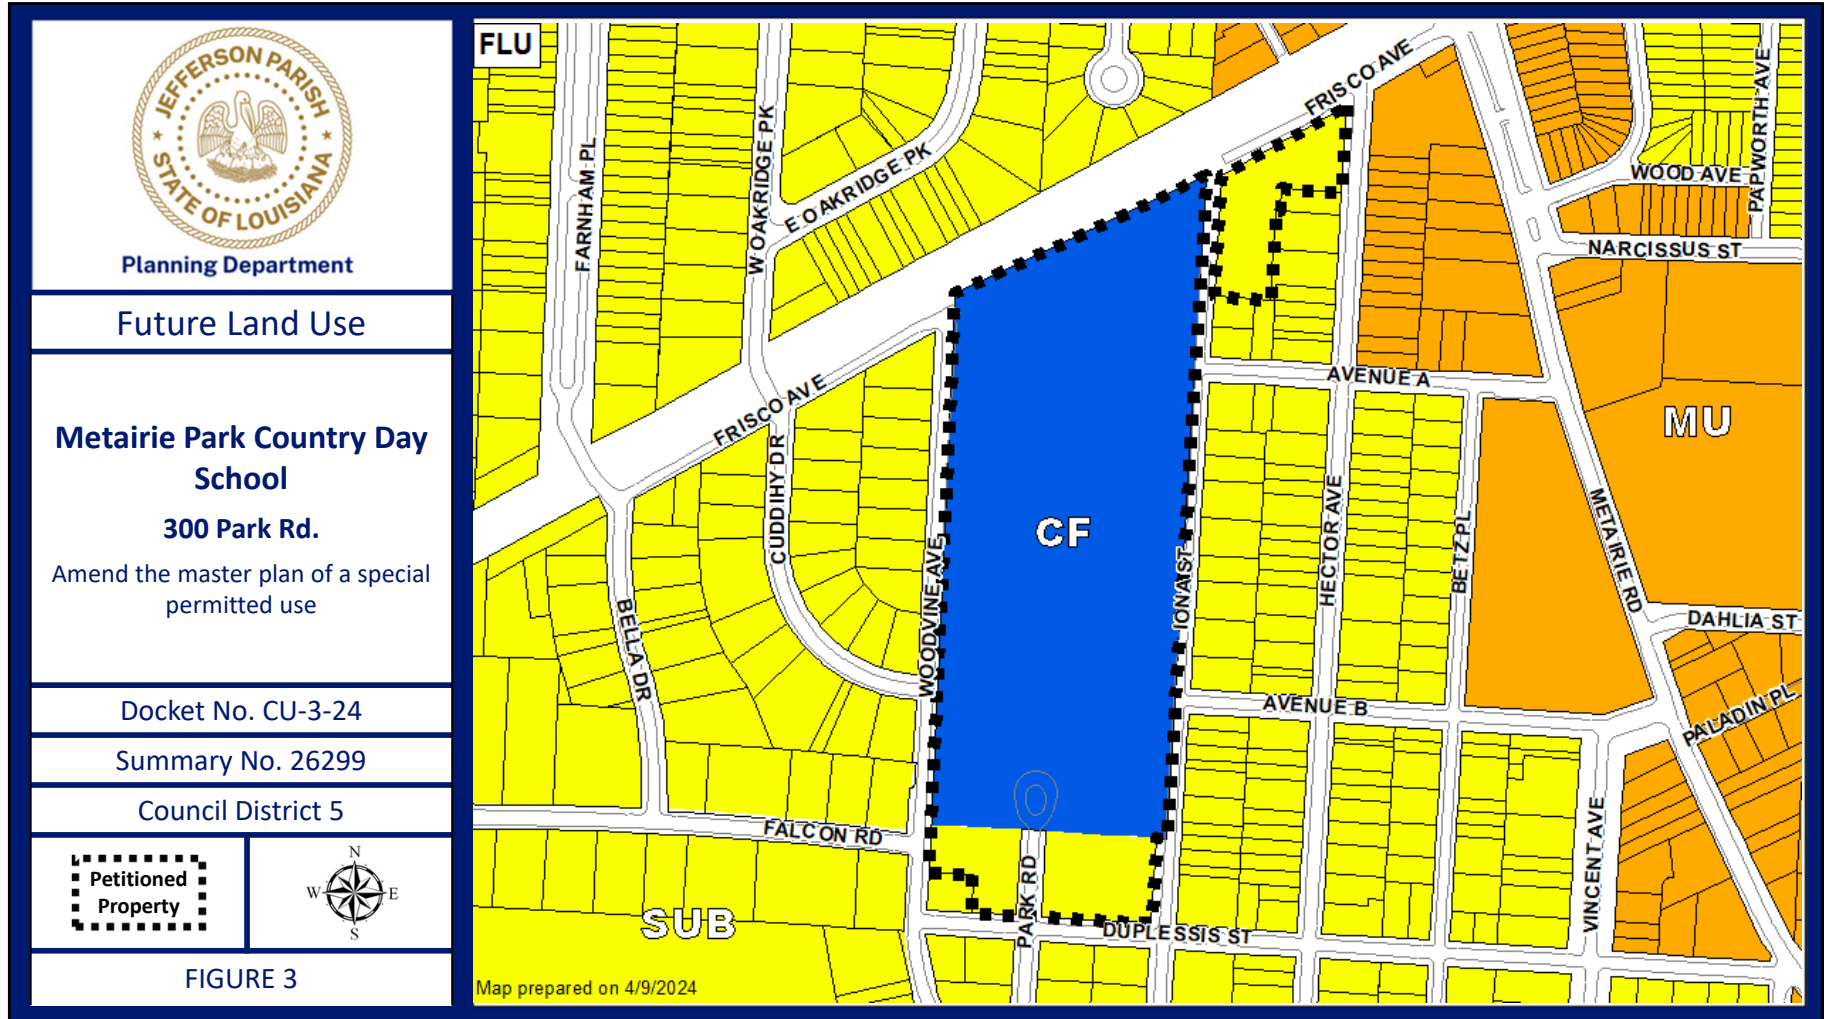 JEFFERSON PARISH
STATE OF LOUISIANA
Planning Department
Future Land Use
Metairie Park Country Day
School
300 Park Rd.
Amend the master plan of a special
permitted use
Docket No. CU-3-24
Summary No. 26299
Council District 5
Petitioned
Property
N
W
E
S
FIGURE 3
FLU
FRISCO AVE
FARNHAM PL
W OAKRIDGE PK
E OAKRIDGE PK
PAPWORTH AVE
WOOD AVE
NARCISSUS ST
FRISCO AVE
AVENUE A
MU
CUDDIHY DR
CF
HECTOR AVE
BETZ PL
METAIRIE RD
WOODVINE AVE
IONA ST
BELLA DR
DAHLIA ST
AVENUE B
PALADIN PL
FALCON RD
VINCENT AVE
PARK RD
SUB
DUPLESSIS ST
Map prepared on 4/9/2024